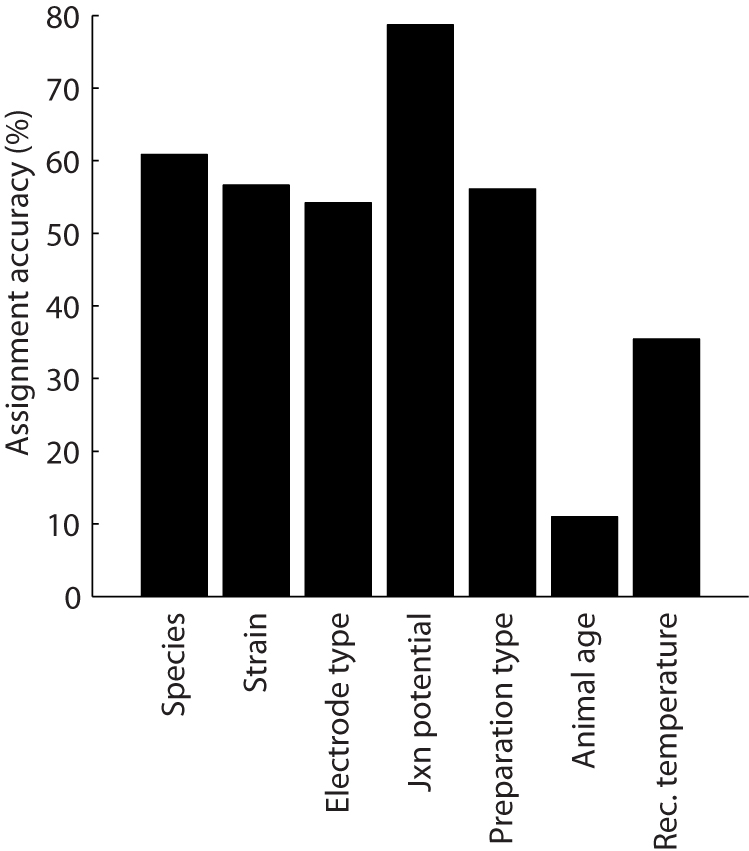 80
70
60
50
40
30
20
10
0
Assignment accuracy (%)
Species
Strain
Electrode type
Jxn potential
Preparation type
Animal age
Rec. temperature